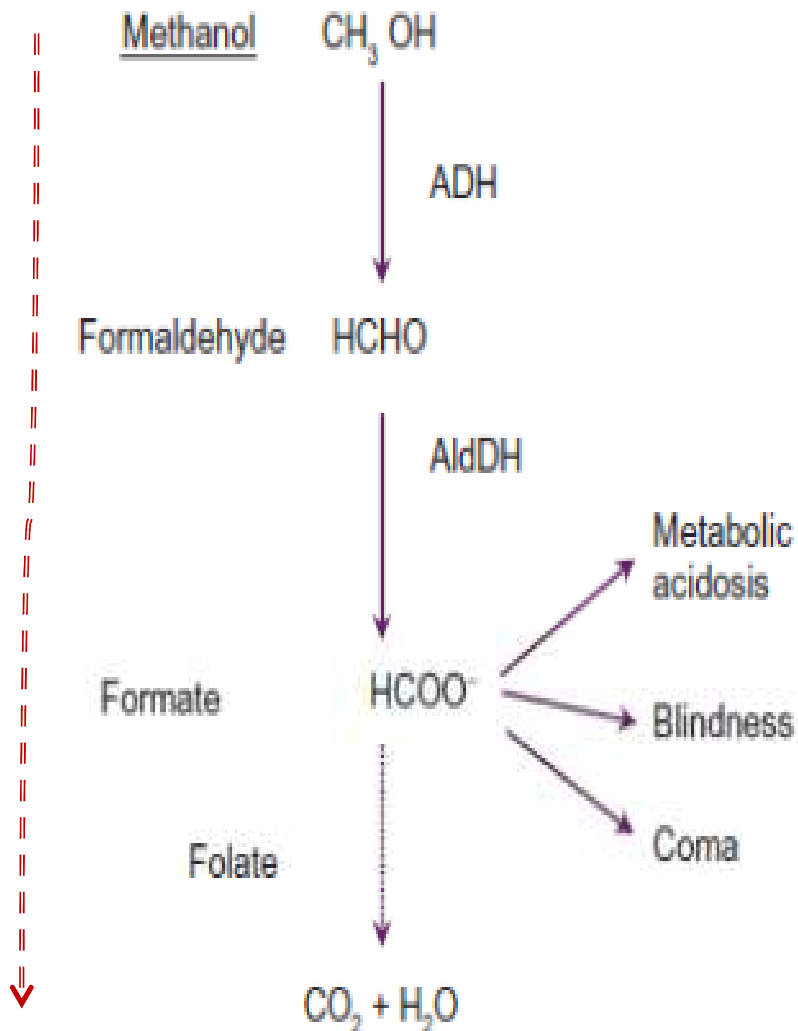 Methanol CH₃ OH
ADH
Formaldehyde HCHO
AldDH
Metabolic
acidosis
Formate HCOO⁻
Blindness
Coma
Folate
CO₂ + H₂O